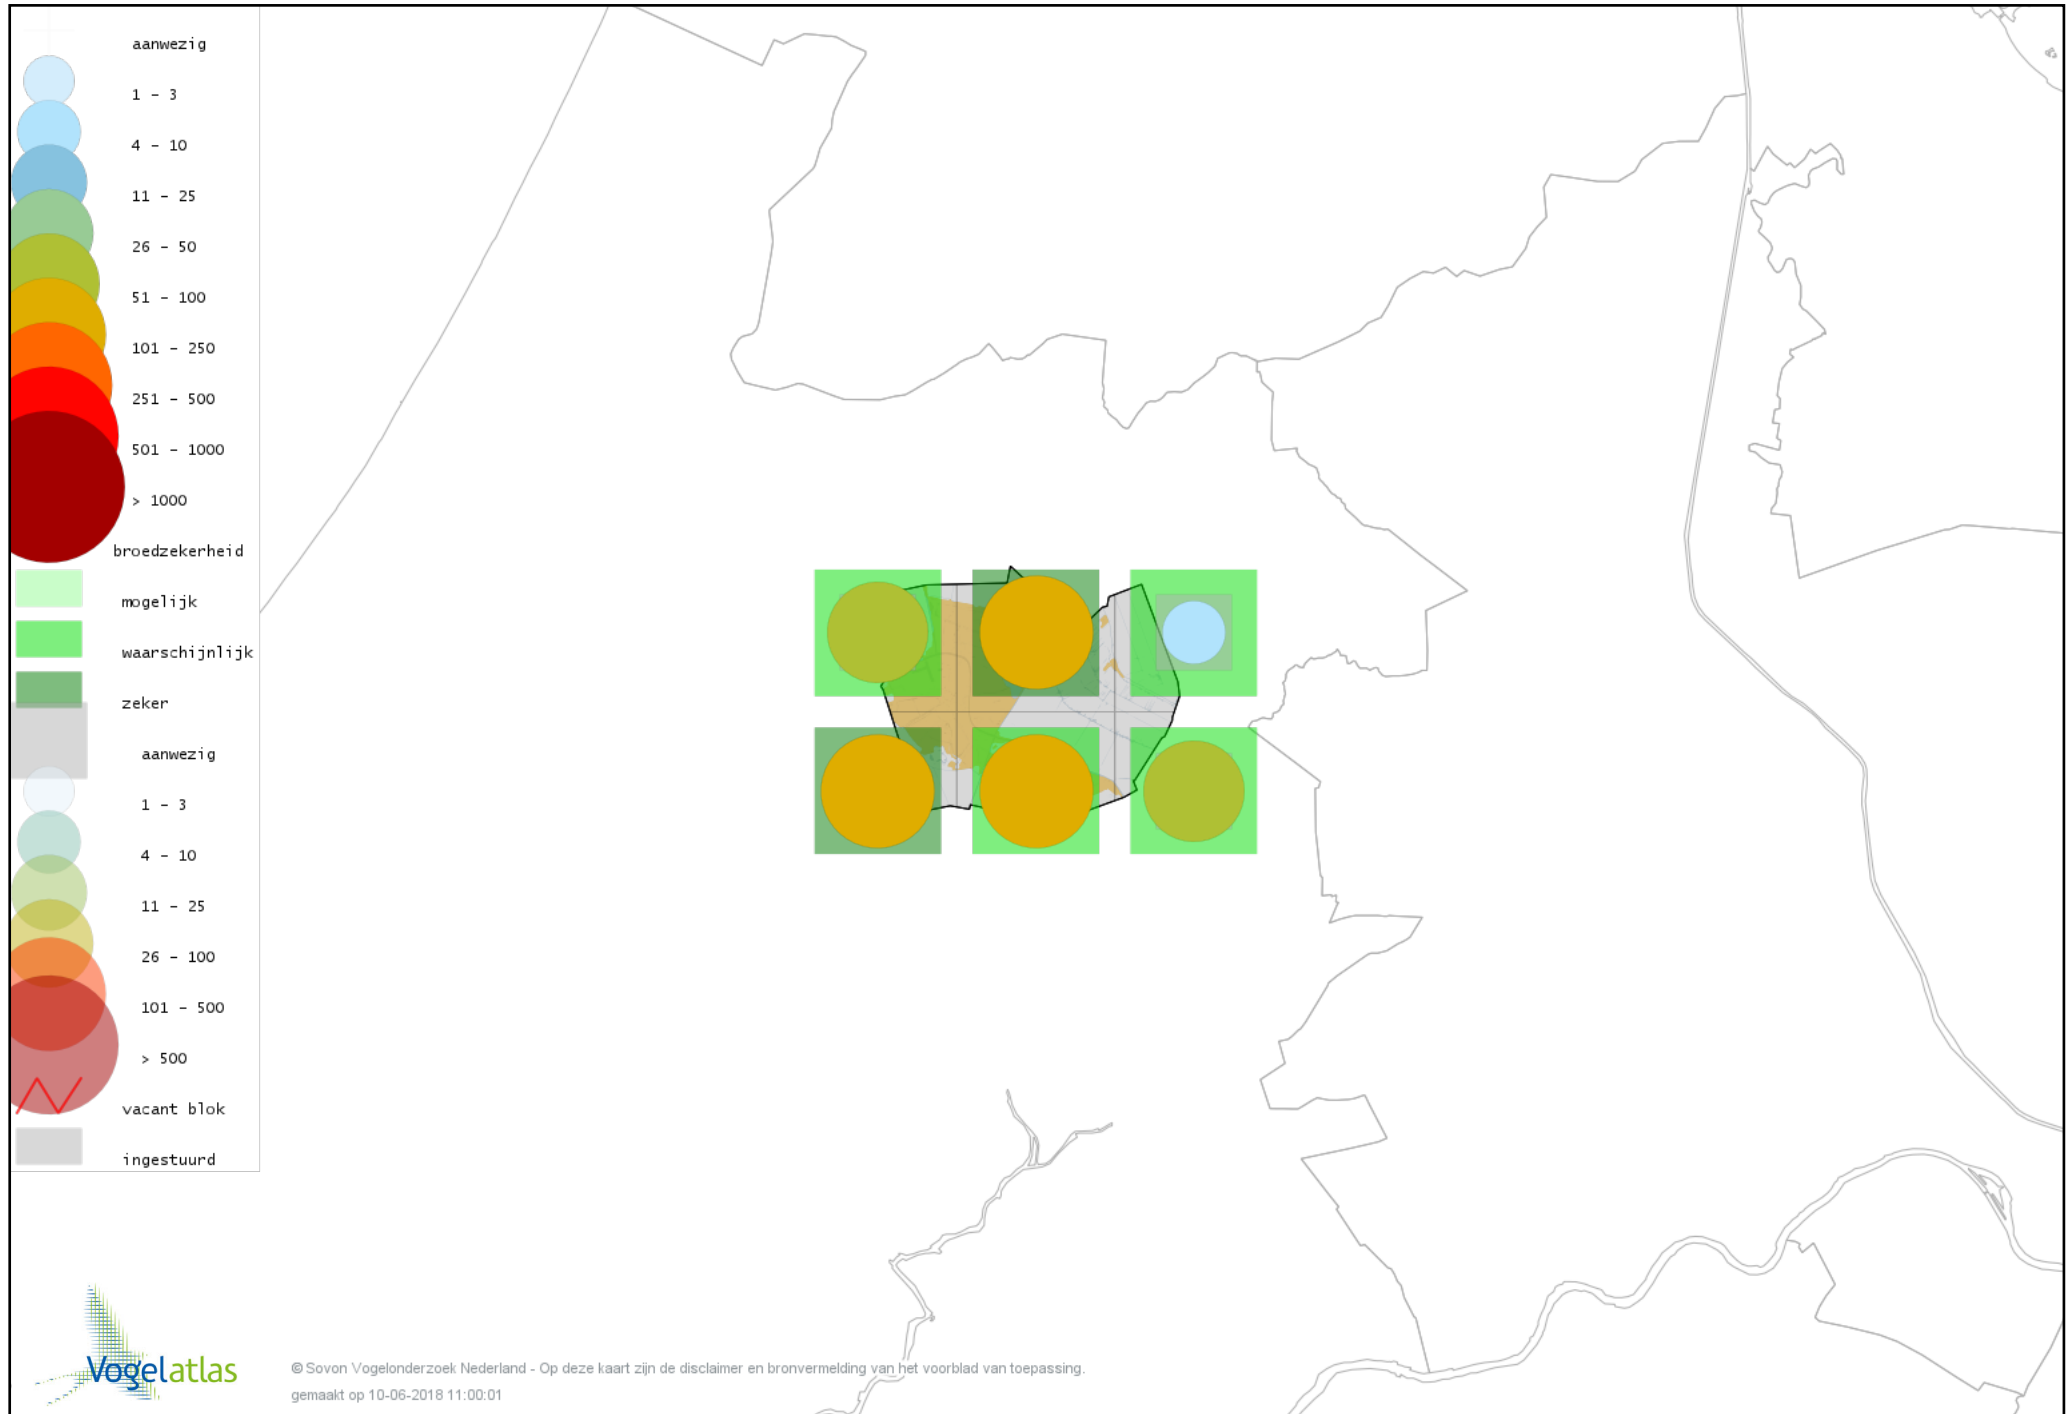 aanwezig
1 - 3
4 - 10
11 - 25
26 - 50
51 - 100
101 - 250
251 - 500
501 - 1000
> 1000
broedzekerheid
mogelijk
waarschijnlijk
zeker
aanwezig
1 - 3
4 - 10
11 - 25
26 - 100
101 - 500
> 500
vacant blok
ingestuurd
Vogelatlas
© Sovon Vogelonderzoek Nederland - Op deze kaart zijn de disclaimer en bronvermelding van het voorblad van toepassing.
gemaakt op 10-06-2018 11:00:01